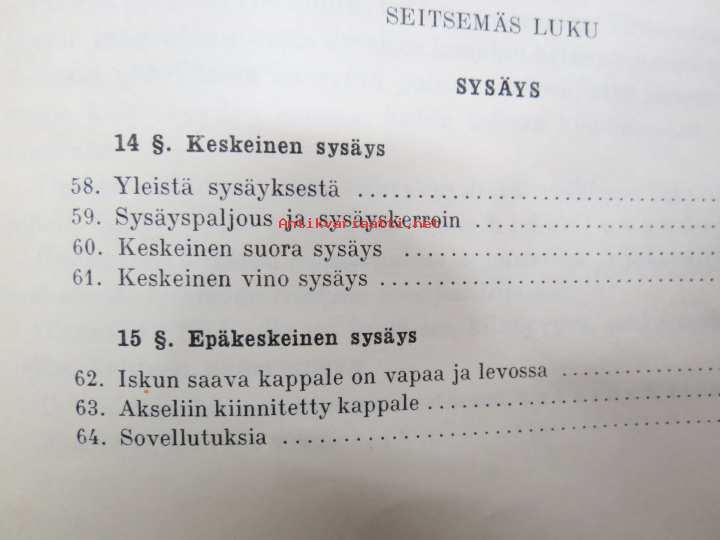 SEITSEMÄS LUKU
SYSÄYS
14 §. Keskeinen sysäys
58. Yleistä sysäyksestä
59. Sysäyspaljous ja sysäyskerroin
Antikvariaatti.net
60. Keskeinen suora sysäys
61. Keskeinen vino sysäys
15 §. Epäkeskeinen sysäys
62. Iskun saava kappale on vapaa ja levossa
63. Akseliin kiinnitetty kappale
64. Sovellutuksia